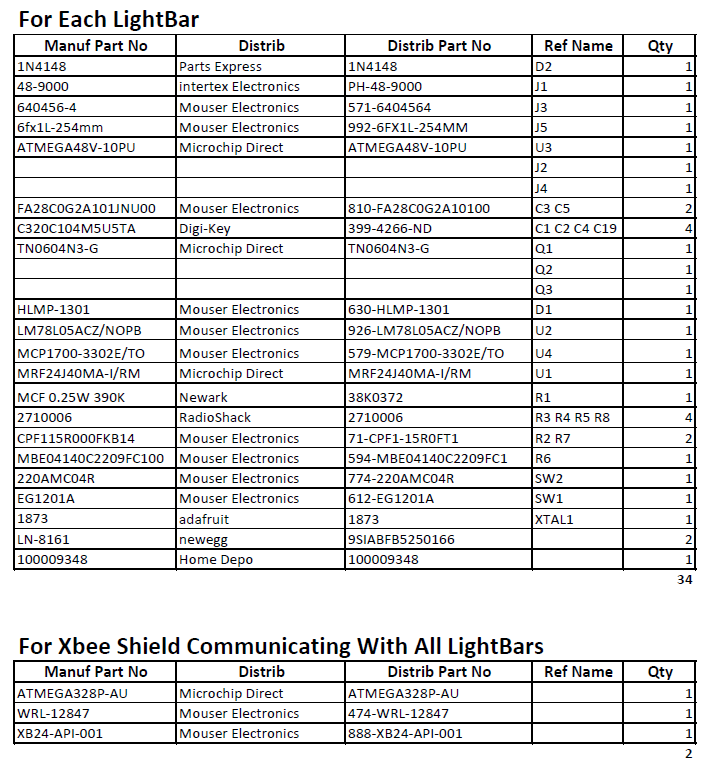 For Each LightBar
Manuf Part No Distrib Distrib Part No Ref Name Qty
1N4148 Parts Express 1N4148 D2 1
48-9000 intertex Electronics PH-48-9000 J1 1
640456-4 Mouser Electronics 571-6404564 J3 1
6fx1L-254mm Mouser Electronics 992-6FX1L-254MM J5 1
ATMEGA48V-10PU Microchip Direct ATMEGA48V-10PU U3 1
J2 1
J4 1
FA28C0G2A101JNU00 Mouser Electronics 810-FA28C0G2A10100 C3 C5 2
C320C104M5U5TA Digi-Key 399-4266-ND C1 C2 C4 C19 4
TN0604N3-G Microchip Direct TN0604N3-G Q1 1
Q2 1
Q3 1
HLMP-1301 Mouser Electronics 630-HLMP-1301 D1 1
LM78L05ACZ/NOPB Mouser Electronics 926-LM78L05ACZ/NOPB U2 1
MCP1700-3302E/TO Mouser Electronics 579-MCP1700-3302E/TO U4 1
MRF24J40MA-I/RM Microchip Direct MRF24J40MA-I/RM U1 1
MCF 0.25W 390K Newark 38K0372 R1 1
2710006 RadioShack 2710006 R3 R4 R5 R8 4
CPF115R000FKB14 Mouser Electronics 71-CPF1-15R0FT1 R2 R7 2
MBE04140C2209FC100 Mouser Electronics 594-MBE04140C2209FC1 R6 1
220AMC04R Mouser Electronics 774-220AMC04R SW2 1
EG1201A Mouser Electronics 612-EG1201A SW1 1
1873 adafruit 1873 XTAL1 1
LN-8161 newegg 9SIABFB5250166 2
100009348 Home Depo 100009348 1
34
For Xbee Shield Communicating With All LightBars
Manuf Part No Distrib Distrib Part No Ref Name Qty
ATMEGA328P-AU Microchip Direct ATMEGA328P-AU 1
WRL-12847 Mouser Electronics 474-WRL-12847 1
XB24-API-001 Mouser Electronics 888-XB24-API-001 1
2